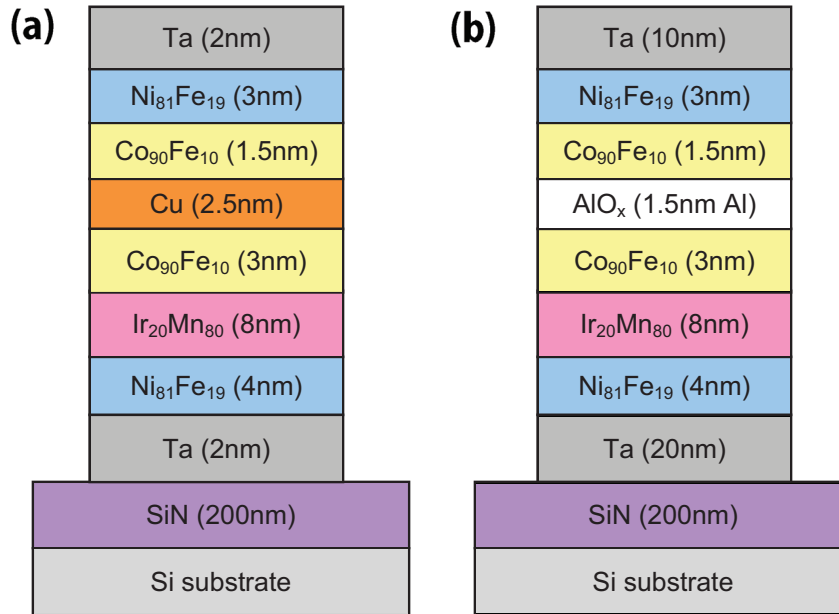 (a)
Ta (2nm)
Ni₈₁Fe₁₉ (3nm)
Co₉₀Fe₁₀ (1.5nm)
Cu (2.5nm)
Co₉₀Fe₁₀ (3nm)
Ir₂₀Mn₈₀ (8nm)
Ni₈₁Fe₁₉ (4nm)
Ta (2nm)
SiN (200nm)
Si substrate
(b)
Ta (10nm)
Ni₈₁Fe₁₉ (3nm)
Co₉₀Fe₁₀ (1.5nm)
AlOₓ (1.5nm Al)
Co₉₀Fe₁₀ (3nm)
Ir₂₀Mn₈₀ (8nm)
Ni₈₁Fe₁₉ (4nm)
Ta (20nm)
SiN (200nm)
Si substrate